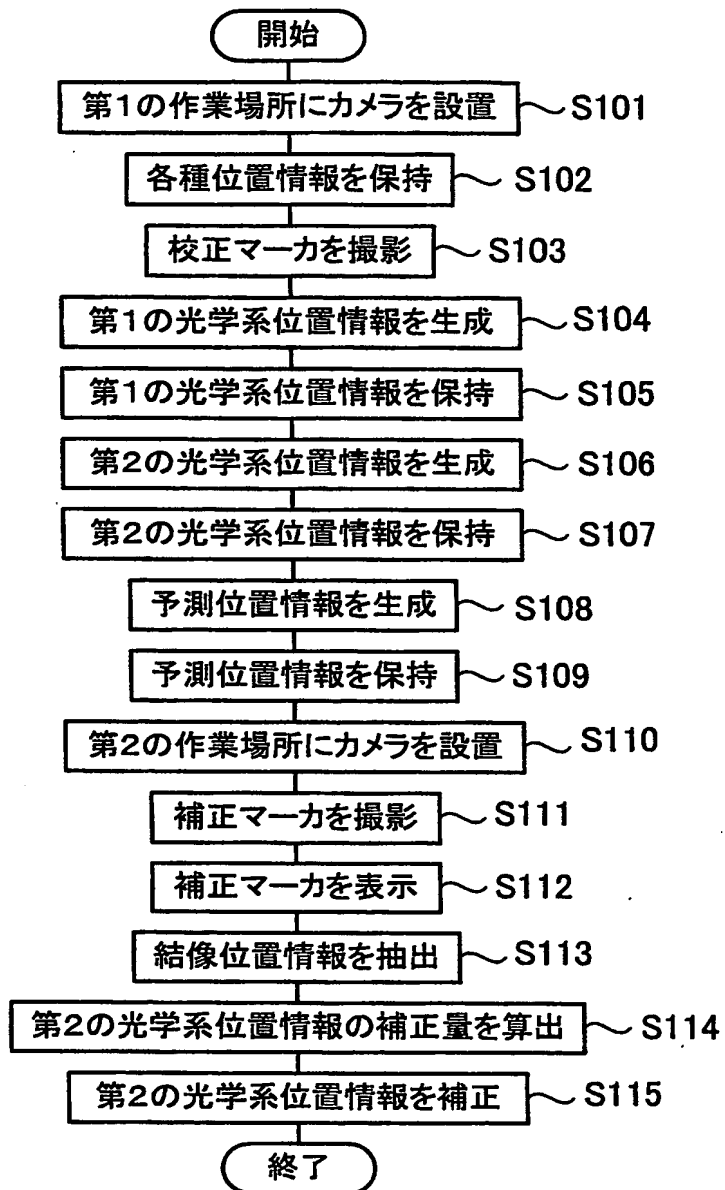 開始
第1の作業場所にカメラを設置 S101
各種位置情報を保持 S102
校正マーカを撮影 S103
第1の光学系位置情報を生成 S104
第1の光学系位置情報を保持 S105
第2の光学系位置情報を生成 S106
第2の光学系位置情報を保持 S107
予測位置情報を生成 S108
予測位置情報を保持 S109
第2の作業場所にカメラを設置 S110
補正マーカを撮影 S111
補正マーカを表示 S112
結像位置情報を抽出 S113
第2の光学系位置情報の補正量を算出 S114
第2の光学系位置情報を補正 S115
終了